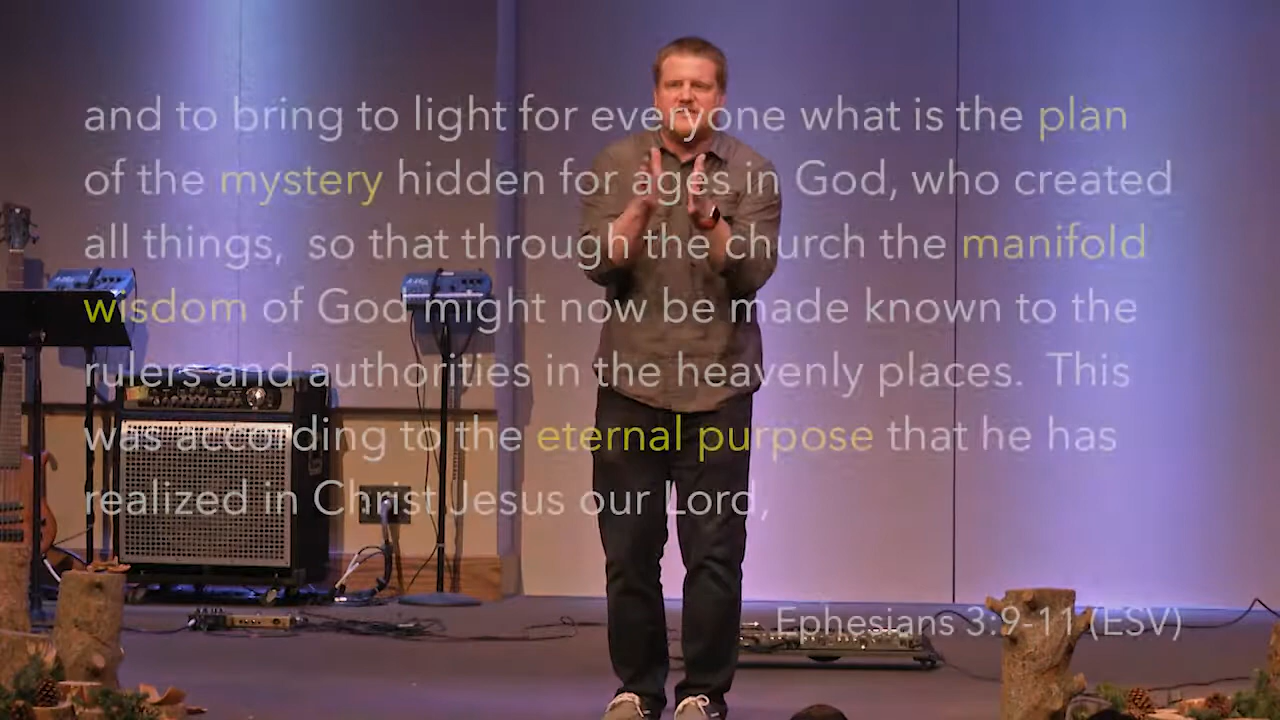 and to bring to light for everyone what is the plan
of the mystery hidden for ages in God, who created
all things,  so that through the church the manifold
wisdom of God might now be made known to the
rulers and authorities in the heavenly places.  This
was according to the eternal purpose that he has
realized in Christ Jesus our Lord,
Ephesians 3:9-11 (ESV)